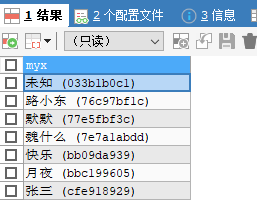 1 结果 2 个配置文件 3 信息
(只读)
myx
未知 (033b1b0c1)
路小东 (76c97bf1c)
默默 (77e5fbf3c)
魏什么 (7e7a1abdd)
快乐 (bb09da939)
月夜 (bbc199605)
张三 (cfe918929)